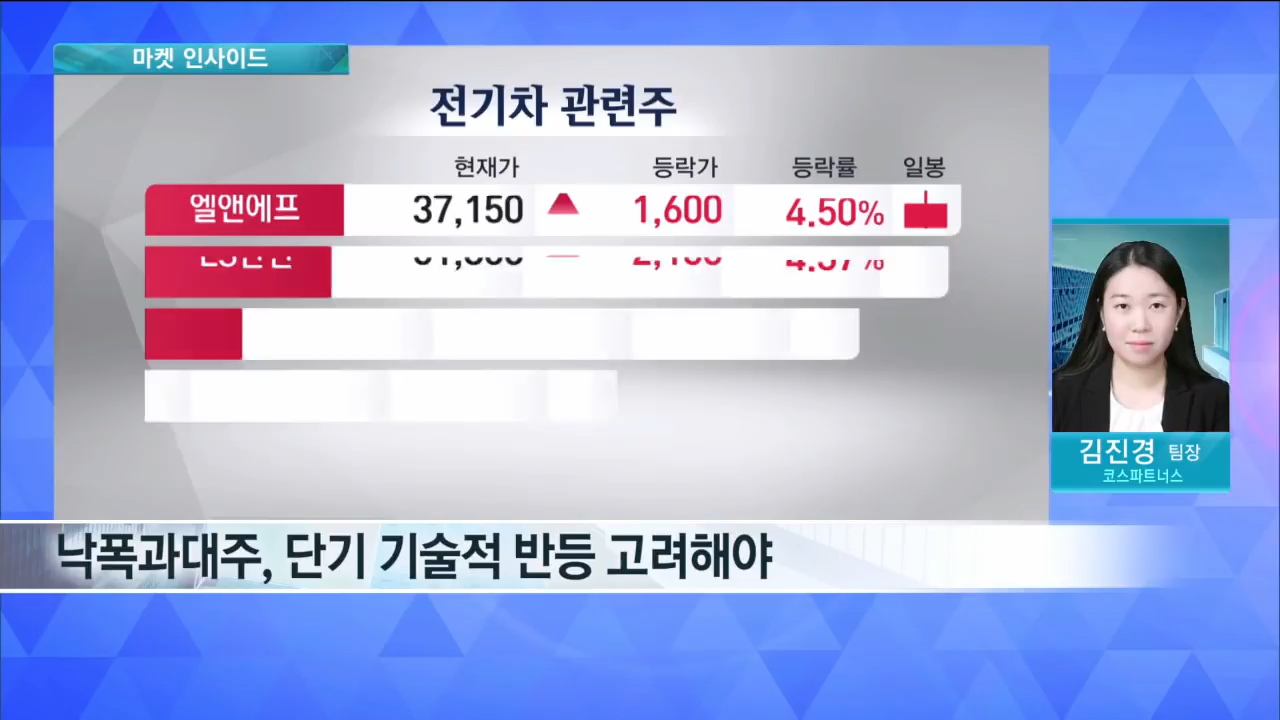 마켓 인사이드
전기차 관련주
현재가 등락가 등락률 일봉
엘앤에프 37,150 ▲ 1,600 4.50%
김진경 팀장
코스파트너스
낙폭과대주, 단기 기술적 반등 고려해야